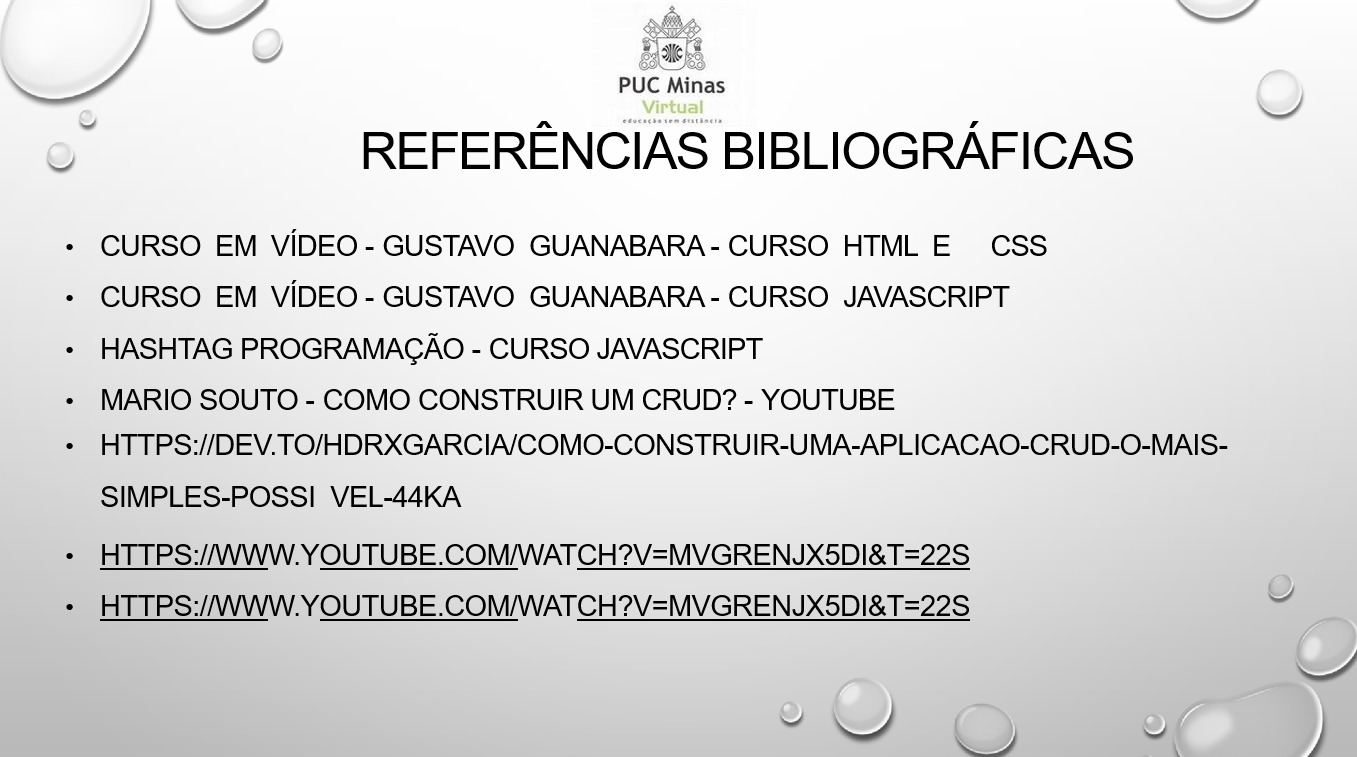 PUC Minas
Virtual
educação sem distância
REFERÊNCIAS BIBLIOGRÁFICAS
• CURSO EM VÍDEO - GUSTAVO GUANABARA - CURSO HTML E CSS
• CURSO EM VÍDEO - GUSTAVO GUANABARA - CURSO JAVASCRIPT
• HASHTAG PROGRAMAÇÃO - CURSO JAVASCRIPT
• MARIO SOUTO - COMO CONSTRUIR UM CRUD? - YOUTUBE
• HTTPS://DEV.TO/HDRXGARCIA/COMO-CONSTRUIR-UMA-APLICACAO-CRUD-O-MAIS-
SIMPLES-POSSI VEL-44KA
• HTTPS://WWW.YOUTUBE.COM/WATCH?V=MVGRENJX5DI&T=22S
• HTTPS://WWW.YOUTUBE.COM/WATCH?V=MVGRENJX5DI&T=22S